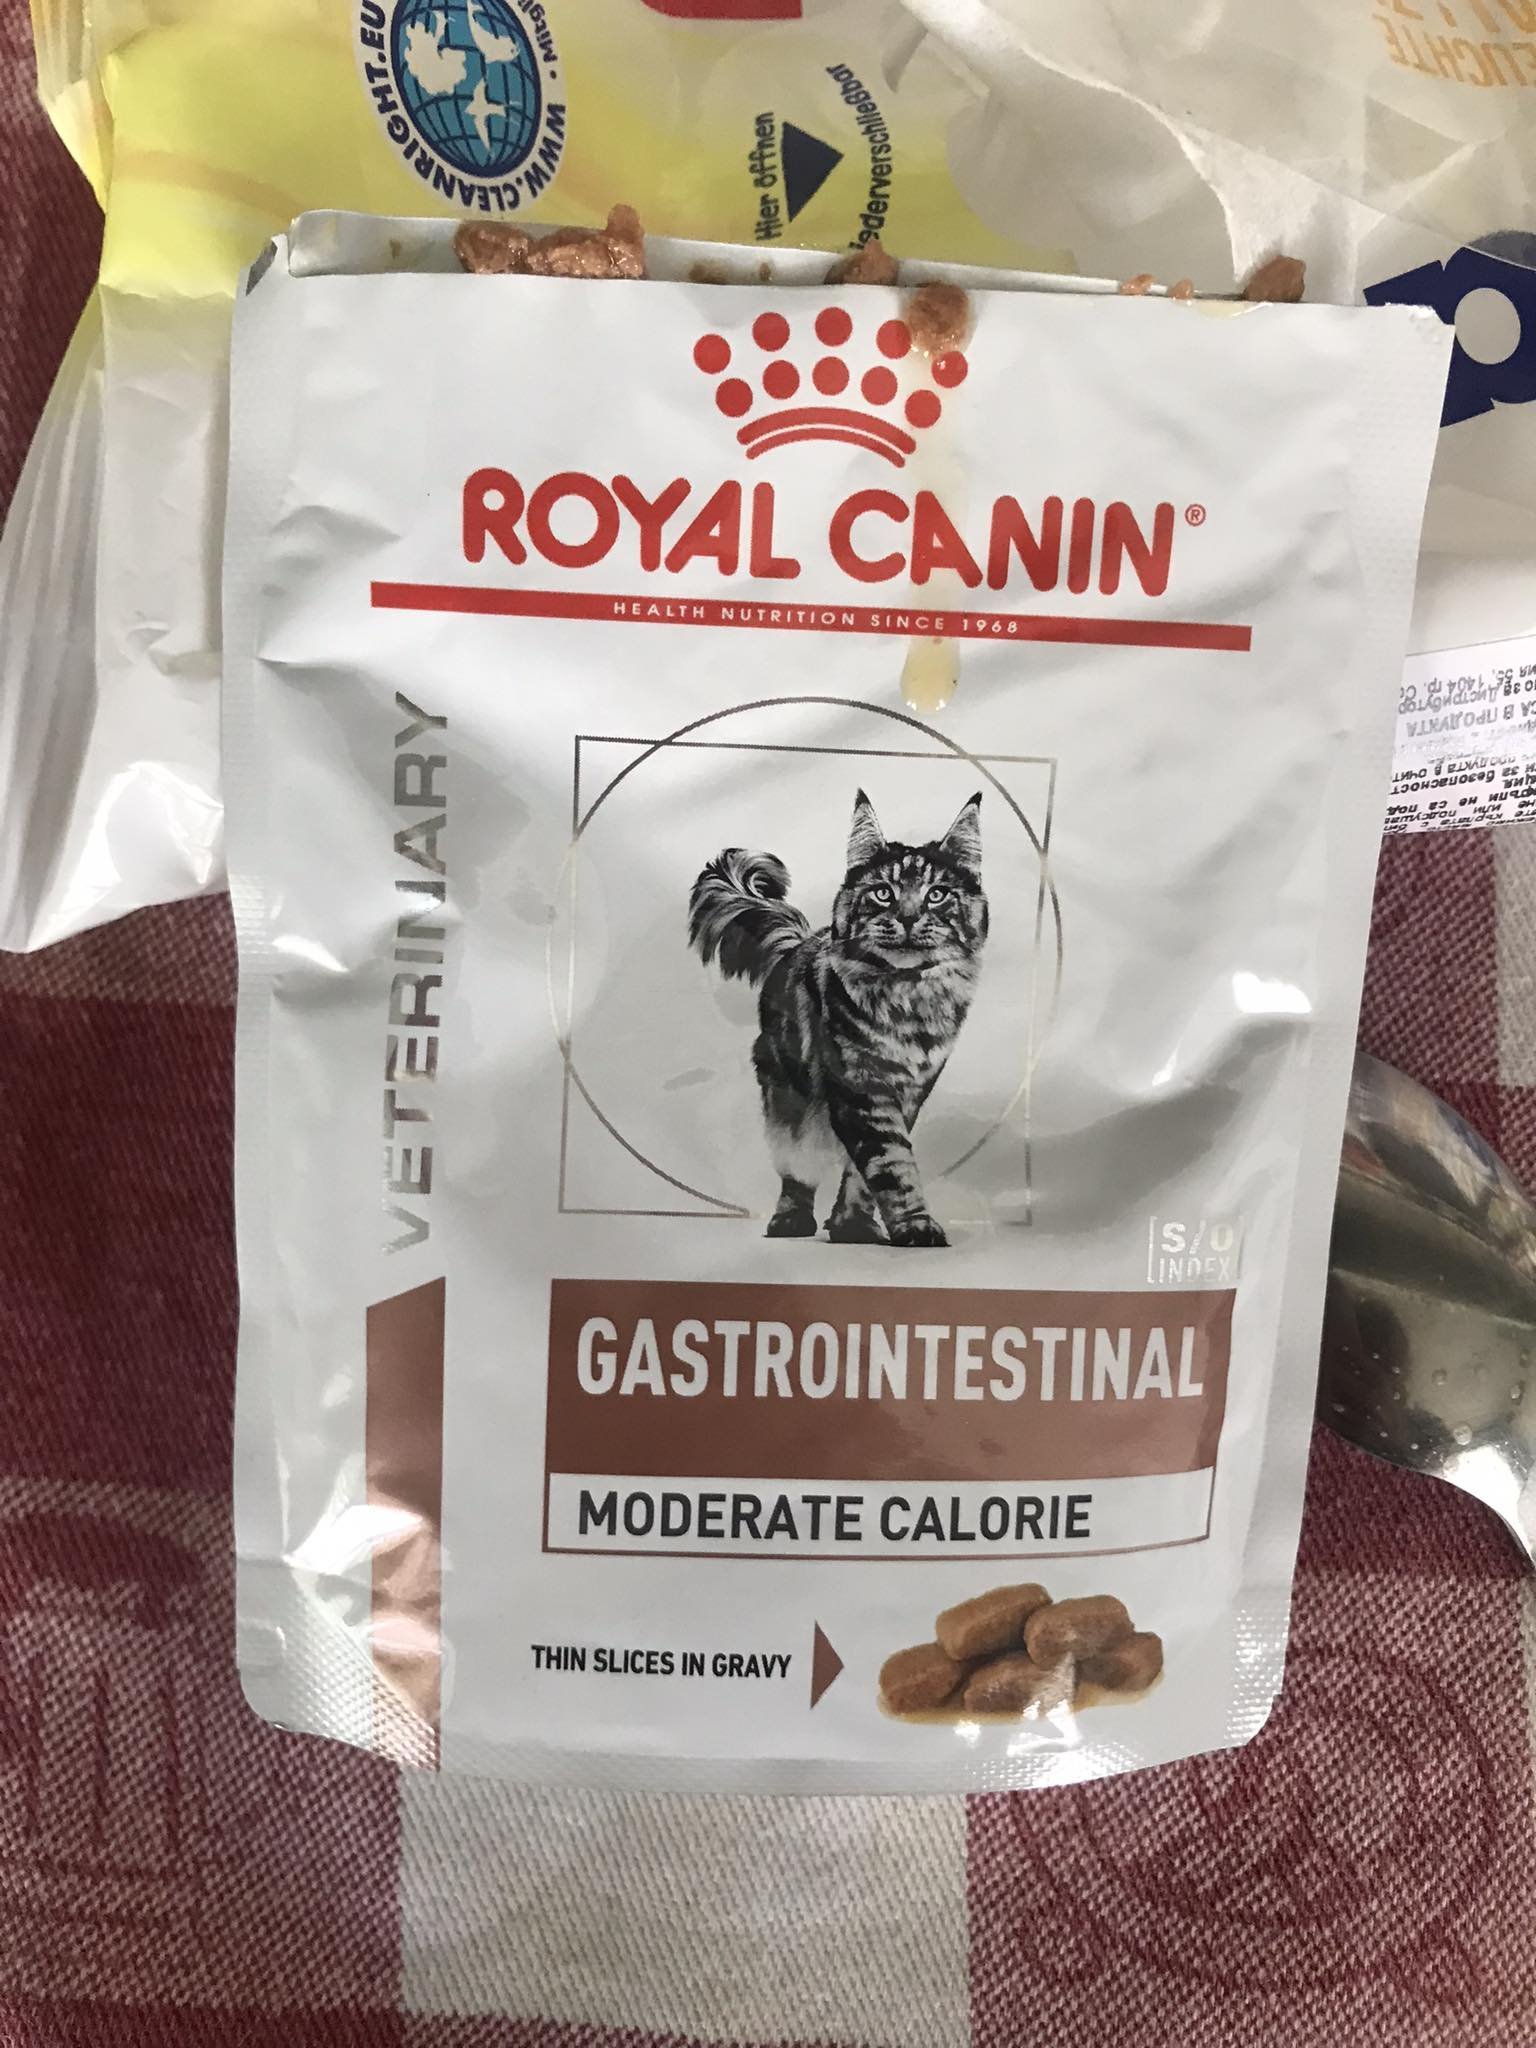 WWW.CLEANRIGHT.EU
Hier öffnen
ROYAL CANIN®
HEALTH NUTRITION SINCE 1968
VETERINARY
S/O
INDEX
GASTROINTESTINAL
MODERATE CALORIE
THIN SLICES IN GRAVY